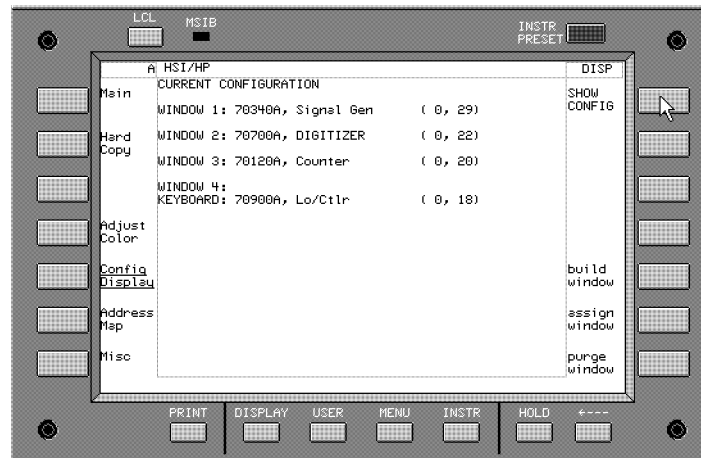 LCL MSIB INSTR
PRESET
A HSI/HP DISP
Main
CURRENT CONFIGURATION
SHOW
CONFIG
WINDOW 1: 70340A, Signal Gen ( 0, 29)
Hard
Copy
WINDOW 2: 70700A, DIGITIZER ( 0, 22)
WINDOW 3: 70120A, Counter ( 0, 20)
WINDOW 4:
KEYBOARD: 70900A, Lo/Ctlr ( 0, 18)
Adjust
Color
Config
Display
build
window
Address
Map
assign
window
Misc
purge
window
PRINT DISPLAY USER MENU INSTR HOLD <---